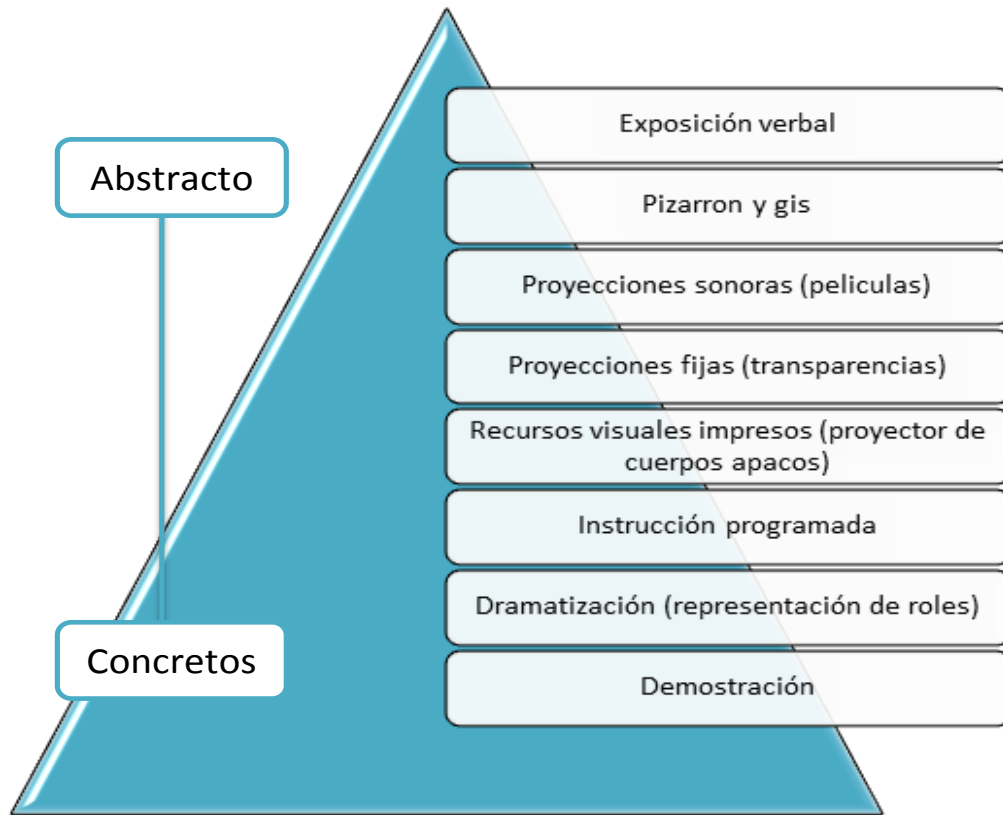 Exposición verbal
Abstracto
Pizarron y gis
Proyecciones sonoras (peliculas)
Proyecciones fijas (transparencias)
Recursos visuales impresos (proyector de
cuerpos apacos)
Instrucción programada
Dramatización (representación de roles)
Concretos
Demostración